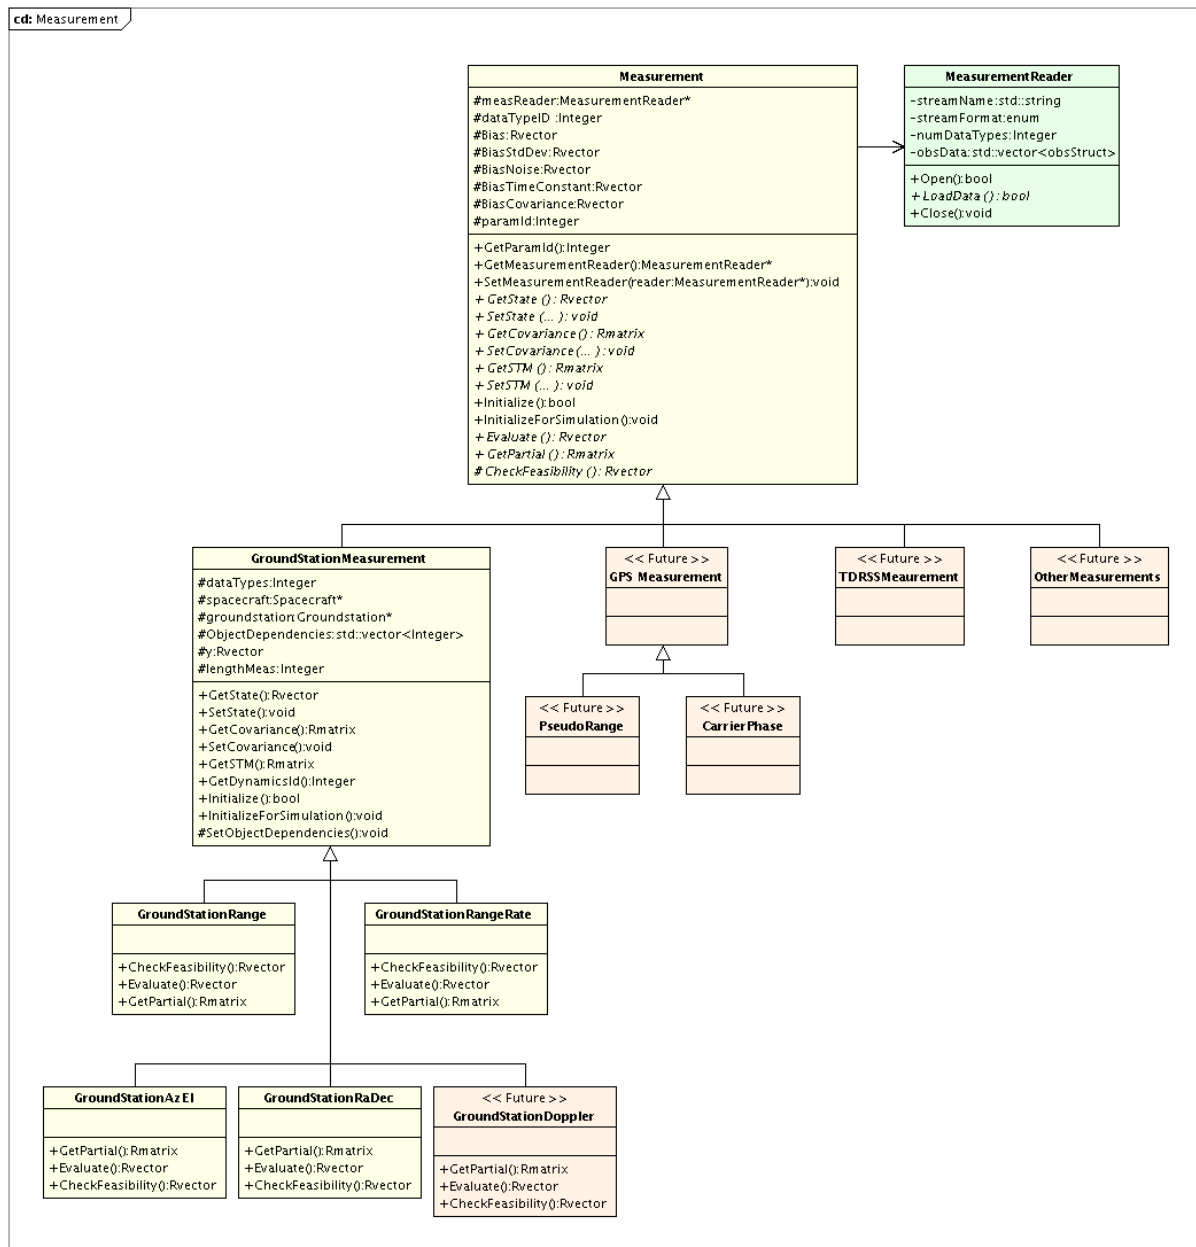 cd: Measurement
Measurement
#measReader:MeasurementReader*
#dataTypeID :Integer
#Bias:Rvector
#BiasStdDev:Rvector
#BiasNoise:Rvector
#BiasTimeConstant:Rvector
#BiasCovariance:Rvector
#paramId:Integer
+GetParamId():Integer
+GetMeasurementReader():MeasurementReader*
+SetMeasurementReader(reader:MeasurementReader*):void
+ GetState (): Rvector
+ SetState (... ): void
+ GetCovariance (): Rmatrix
+ SetCovariance (... ): void
+ GetSTM (): Rmatrix
+ SetSTM (... ): void
+Initialize():bool
+InitializeForSimulation():void
+ Evaluate (): Rvector
+ GetPartial (): Rmatrix
# CheckFeasibility (): Rvector
MeasurementReader
-streamName:std::string
-streamFormat:enum
-numDataTypes:Integer
-obsData:std::vector<obsStruct>
+Open():bool
+ LoadData (): bool
+Close():void
GroundStationMeasurement
#dataTypes:Integer
#spacecraft:Spacecraft*
#groundstation:Groundstation*
#ObjectDependencies:std::vector<Integer>
#y:Rvector
#lengthMeas:Integer
+GetState():Rvector
+SetState():void
+GetCovariance():Rmatrix
+SetCovariance():void
+GetSTM():Rmatrix
+GetDynamicsId():Integer
+Initialize():bool
+InitializeForSimulation():void
#SetObjectDependencies():void
<< Future >>
GPS Measurement
<< Future >>
TDRSSMeaurement
<< Future >>
OtherMeasurements
<< Future >>
PseudoRange
<< Future >>
CarrierPhase
GroundStationRange
+CheckFeasibility():Rvector
+Evaluate():Rvector
+GetPartial():Rmatrix
GroundStationRangeRate
+CheckFeasibility():Rvector
+Evaluate():Rvector
+GetPartial():Rmatrix
GroundStationAzEl
+GetPartial():Rmatrix
+Evaluate():Rvector
+CheckFeasibility():Rvector
GroundStationRaDec
+GetPartial():Rmatrix
+Evaluate():Rvector
+CheckFeasibility():Rvector
<< Future >>
GroundStationDoppler
+GetPartial():Rmatrix
+Evaluate():Rvector
+CheckFeasibility():Rvector